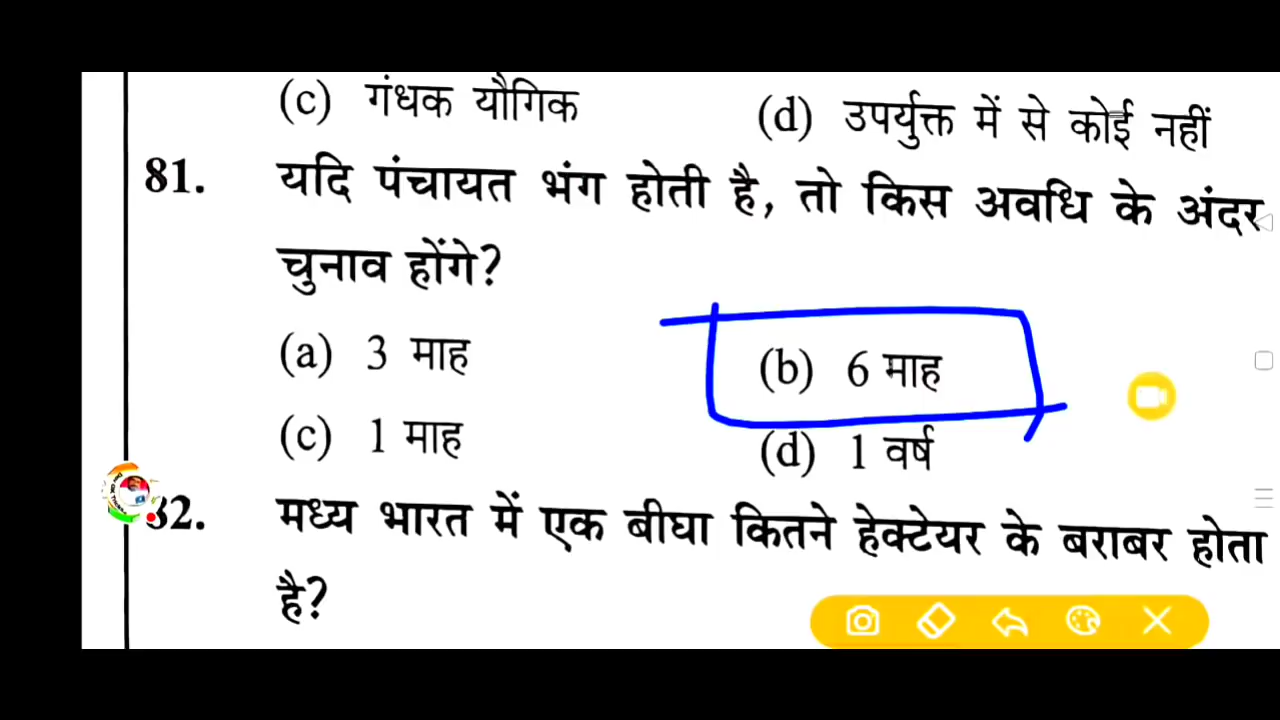 (c) गंधक यौगिक (d) उपर्युक्त में से कोई नहीं
81. यदि पंचायत भंग होती है, तो किस अवधि के अंदर
चुनाव होंगे?
(a) 3 माह (b) 6 माह
(c) 1 माह (d) 1 वर्ष
82. मध्य भारत में एक बीघा कितने हेक्टेयर के बराबर होता
है?